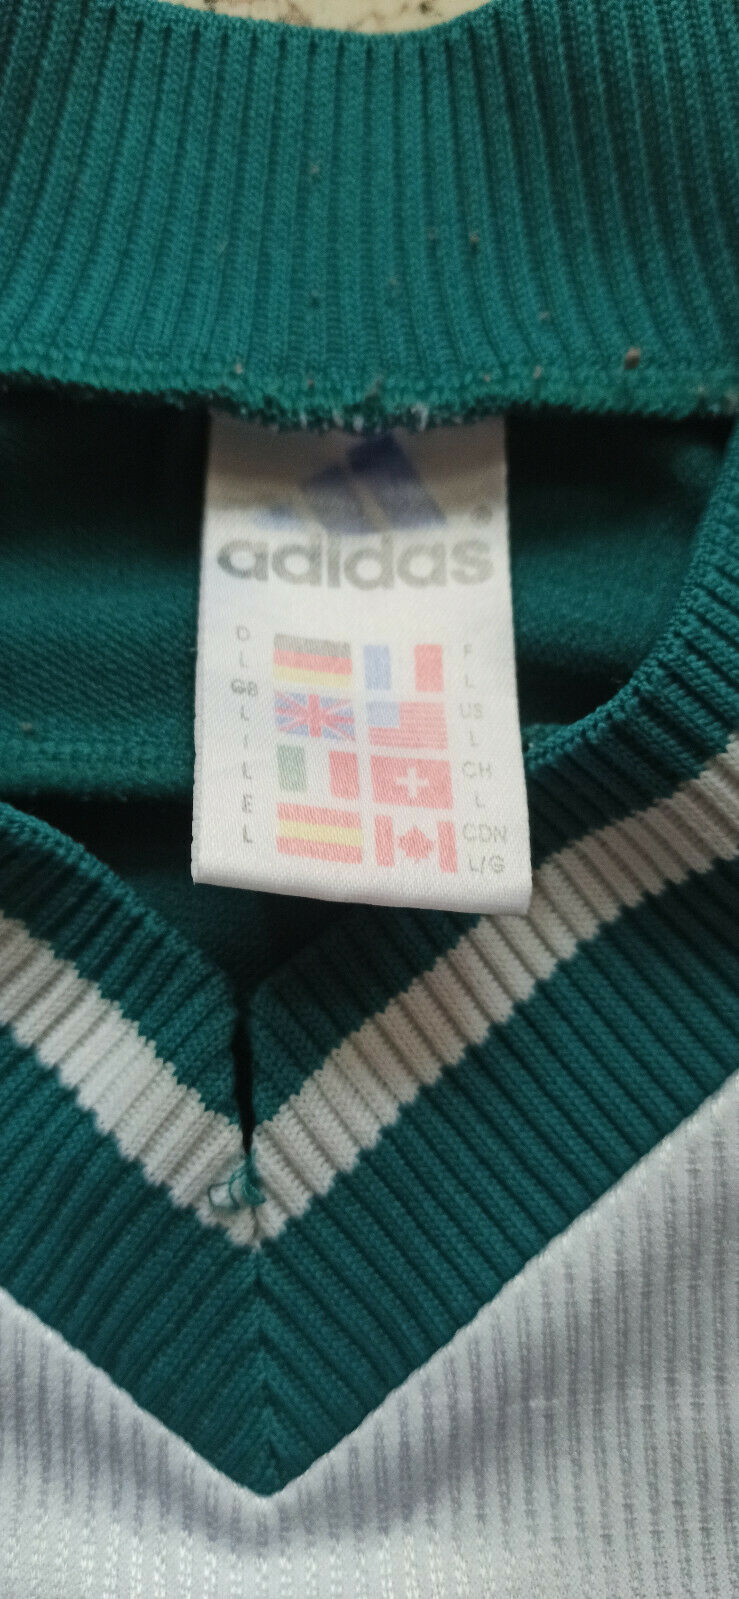 adidas
D F
L L
GB US
L L
I CH
L L
E CDN
L L/G